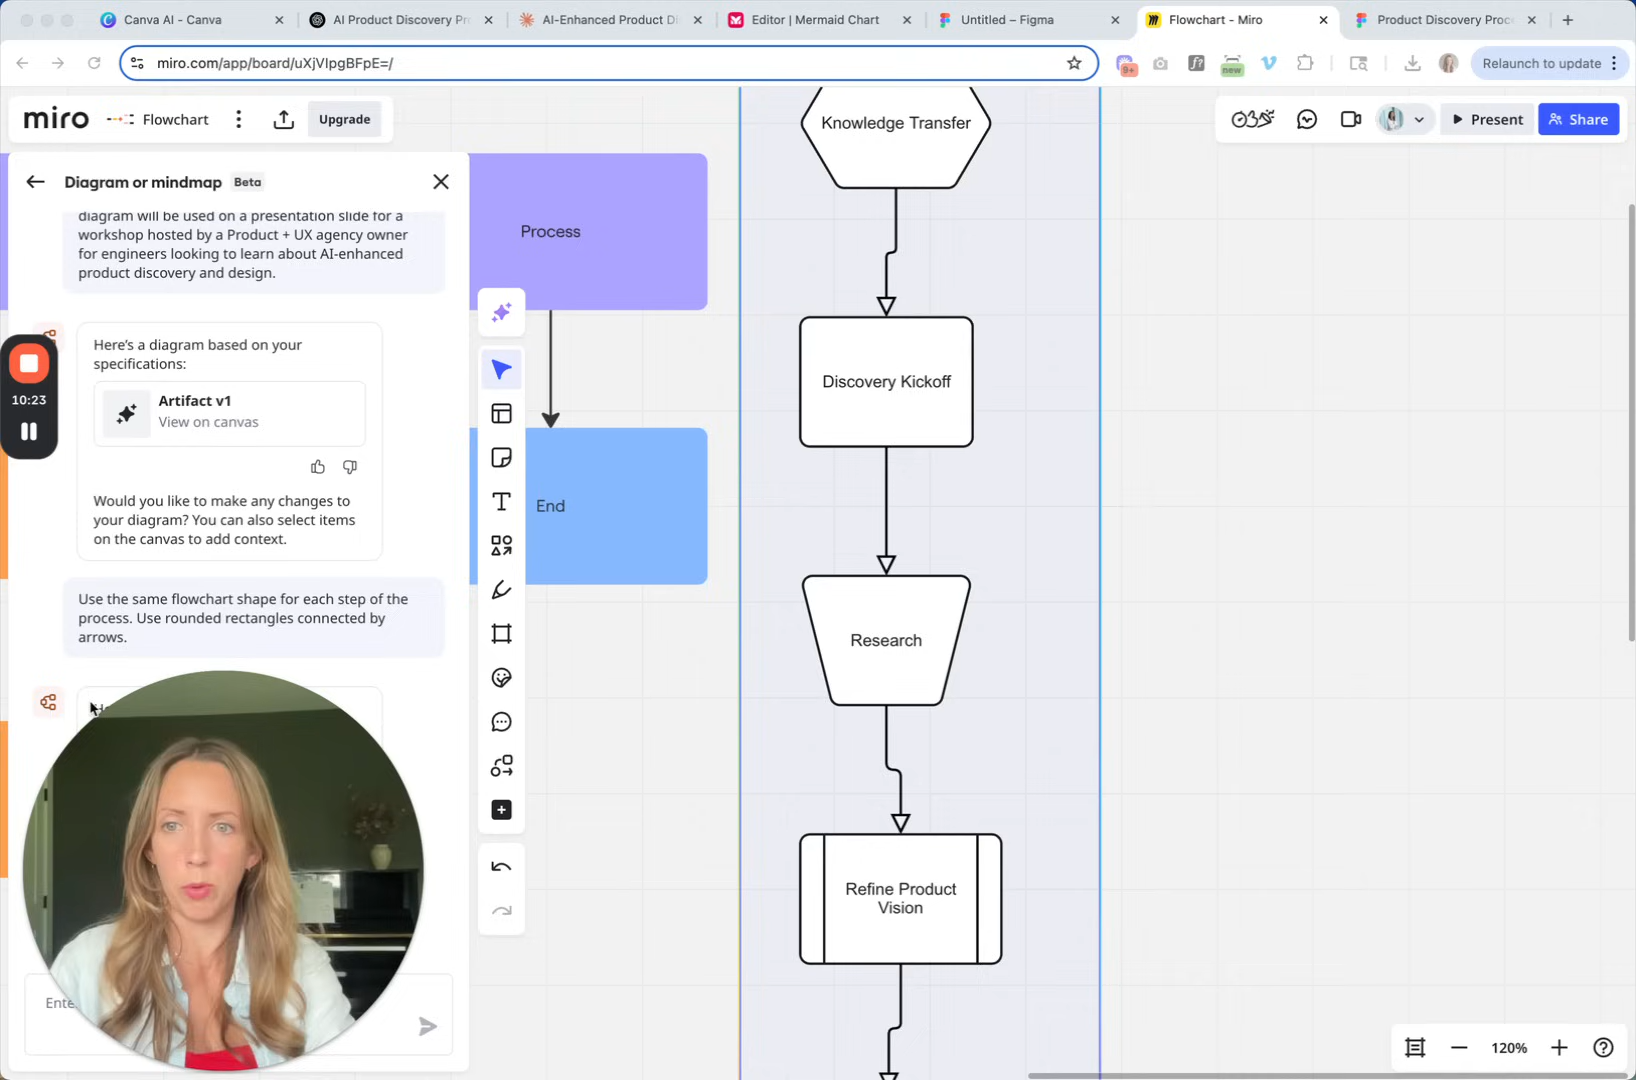 Canva AI - Canva
AI Product Discovery Pr
AI-Enhanced Product Di
Editor | Mermaid Chart
Untitled – Figma
Flowchart - Miro
Product Discovery Proc
miro.com/app/board/uXjVIpgBFpE=/
9+
new
Relaunch to update
miro
Flowchart
Upgrade
Present
Share
Diagram or mindmap
Beta
diagram will be used on a presentation slide for a
workshop hosted by a Product + UX agency owner
for engineers looking to learn about AI-enhanced
product discovery and design.
Here's a diagram based on your
specifications:
Artifact v1
View on canvas
Would you like to make any changes to
your diagram? You can also select items
on the canvas to add context.
Use the same flowchart shape for each step of the
process. Use rounded rectangles connected by
arrows.
Ente
10:23
Process
End
Knowledge Transfer
Discovery Kickoff
Research
Refine Product
Vision
120%